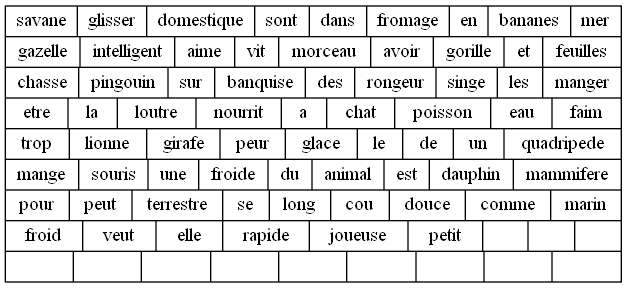 savane glisser domestique sont dans fromage en bananes mer
gazelle intelligent aime vit morceau avoir gorille et feuilles
chasse pingouin sur banquise des rongeur singe les manger
etre la loutre nourrit a chat poisson eau faim
trop lionne girafe peur glace le de un quadripede
mange souris une froide du animal est dauphin mammifere
pour peut terrestre se long cou douce comme marin
froid veut elle rapide joueuse petit